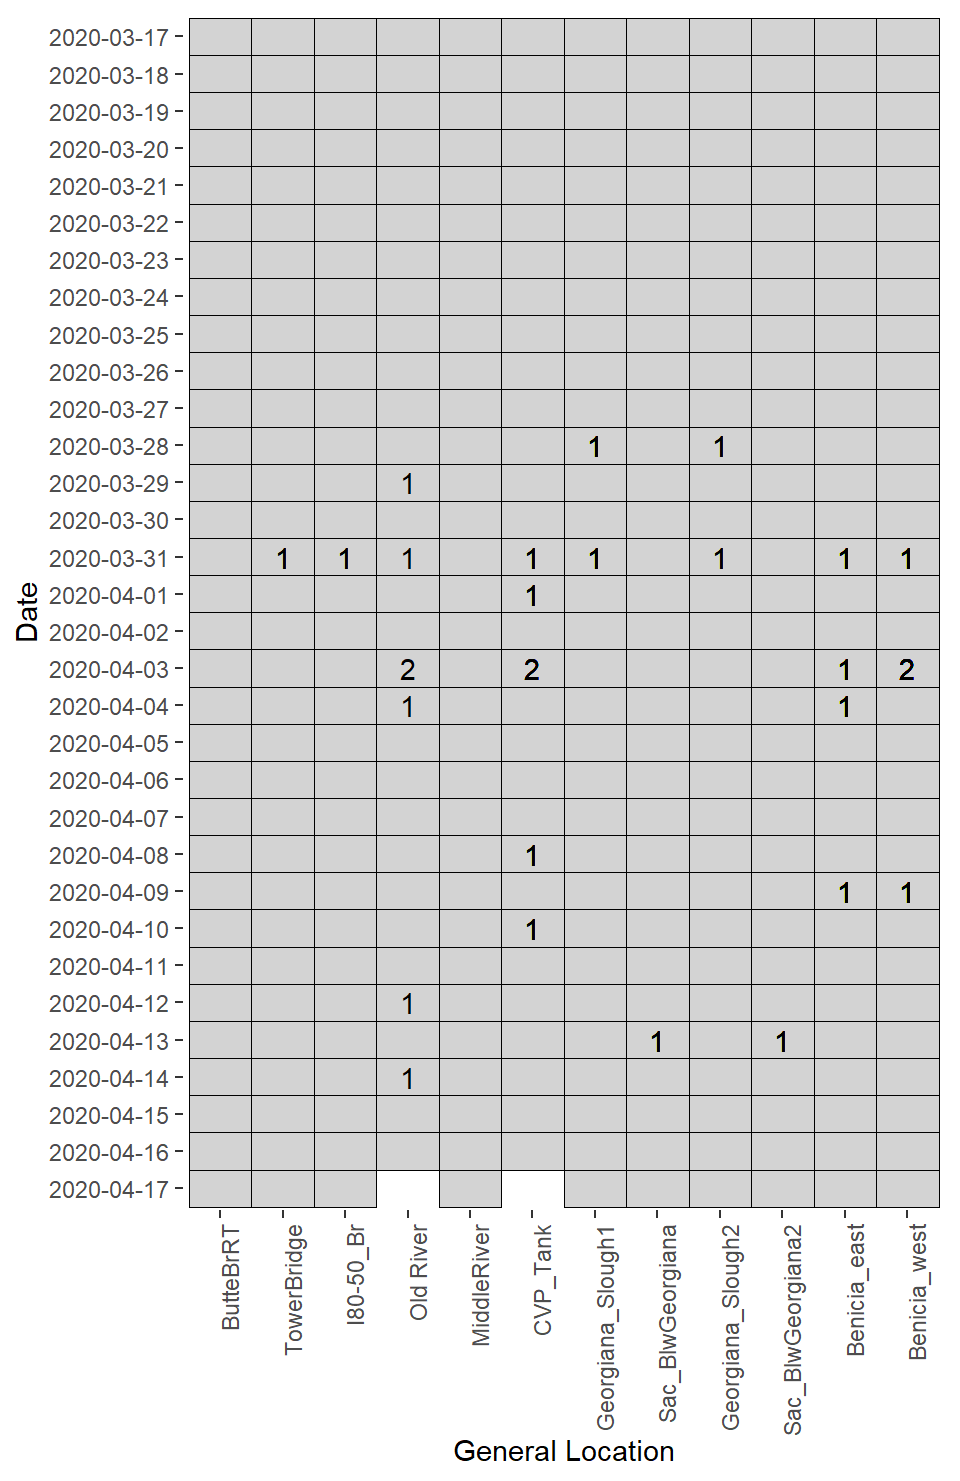 2020-03-17
2020-03-18
2020-03-19
2020-03-20
2020-03-21
2020-03-22
2020-03-23
2020-03-24
2020-03-25
2020-03-26
2020-03-27
2020-03-28 1 1
2020-03-29 1
2020-03-30
2020-03-31 1 1 1 1 1 1 1 1
2020-04-01 1
2020-04-02
2020-04-03 2 2 1 2
2020-04-04 1 1
2020-04-05
2020-04-06
2020-04-07
2020-04-08 1
2020-04-09 1 1
2020-04-10 1
2020-04-11
2020-04-12 1
2020-04-13 1 1
2020-04-14 1
2020-04-15
2020-04-16
2020-04-17
Date
ButteBrRT
TowerBridge
I80-50_Br
Old River
MiddleRiver
CVP_Tank
Georgiana_Slough1
Sac_BlwGeorgiana
Georgiana_Slough2
Sac_BlwGeorgiana2
Benicia_east
Benicia_west
General Location